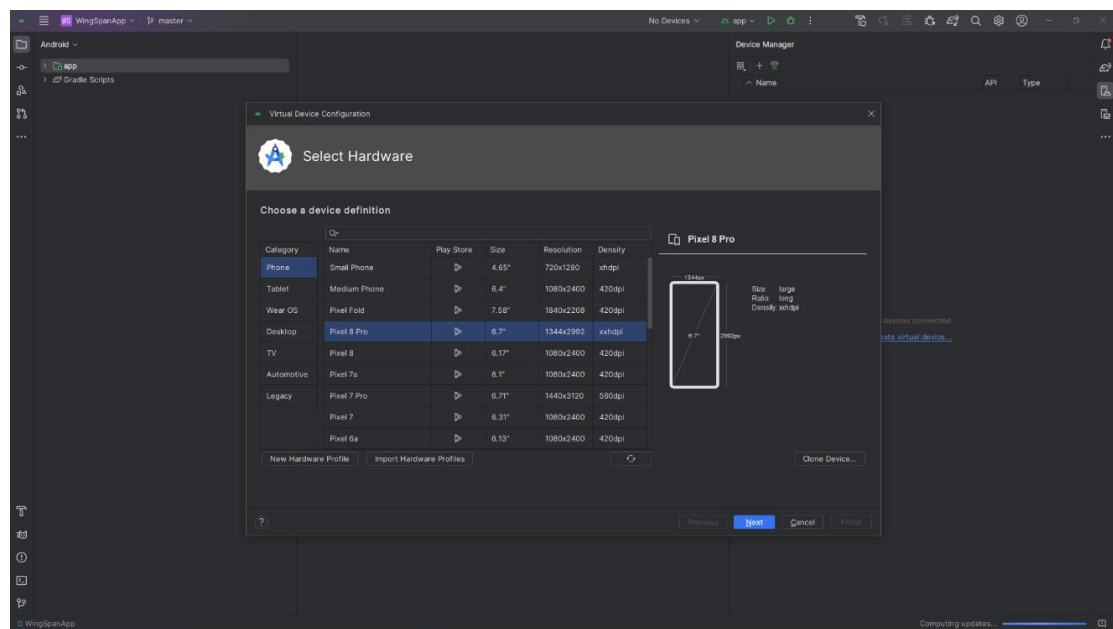 WS WingSpanApp master No Devices app
Android
app
Gradle Scripts
Device Manager
Name API Type
Virtual Device Configuration
Select Hardware
Choose a device definition
Category Name Play Store Size Resolution Density
Phone Small Phone 4.65" 720x1280 xhdpi
Tablet Medium Phone 6.4" 1080x2400 420dpi
Wear OS Pixel Fold 7.58" 1840x2208 420dpi
Desktop Pixel 8 Pro 6.7" 1344x2992 xxhdpi
TV Pixel 8 6.17" 1080x2400 420dpi
Automotive Pixel 7a 6.1" 1080x2400 420dpi
Legacy Pixel 7 Pro 6.71" 1440x3120 560dpi
Pixel 7 6.31" 1080x2400 420dpi
Pixel 6a 6.13" 1080x2400 420dpi
New Hardware Profile Import Hardware Profiles
Pixel 8 Pro
1344px
6.7" 2992px
Size: large
Ratio: long
Density: xxhdpi
Clone Device...
devices connected.
ate virtual device...
? Previous Next Cancel Finish
WingSpanApp Computing updates...